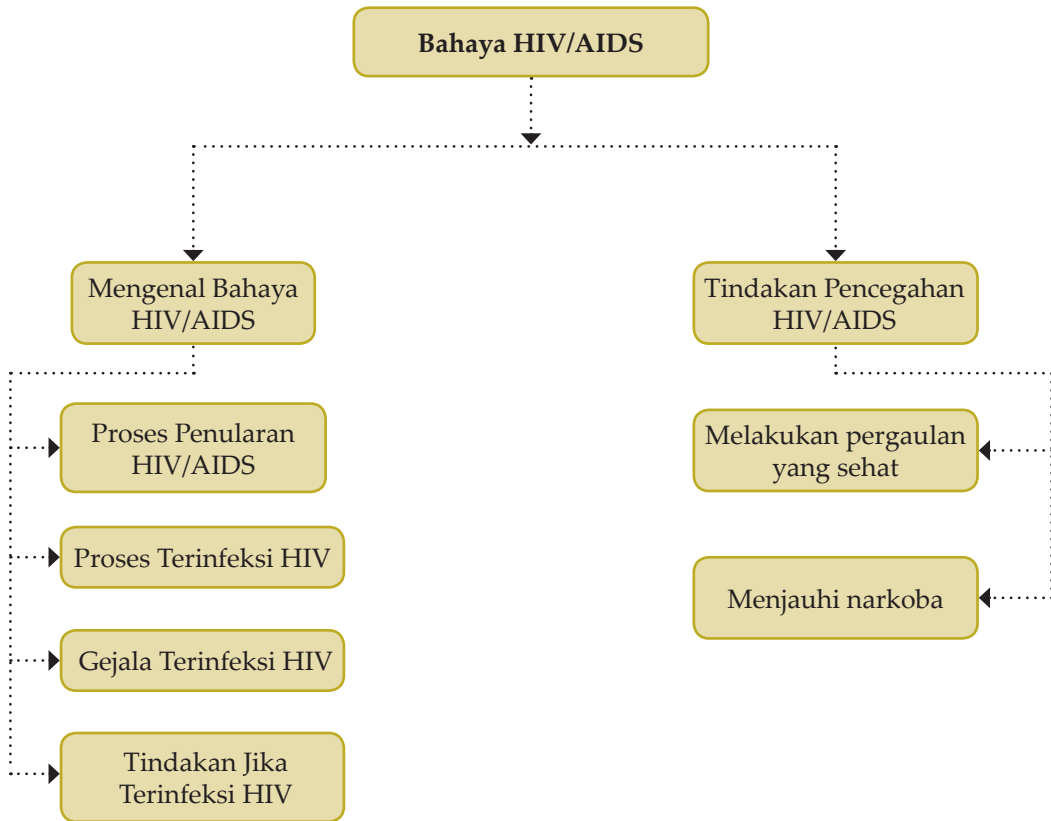 Bahaya HIV/AIDS
Mengenal Bahaya
HIV/AIDS
Proses Penularan
HIV/AIDS
Proses Terinfeksi HIV
Gejala Terinfeksi HIV
Tindakan Jika
Terinfeksi HIV
Tindakan Pencegahan
HIV/AIDS
Melakukan pergaulan
yang sehat
Menjauhi narkoba